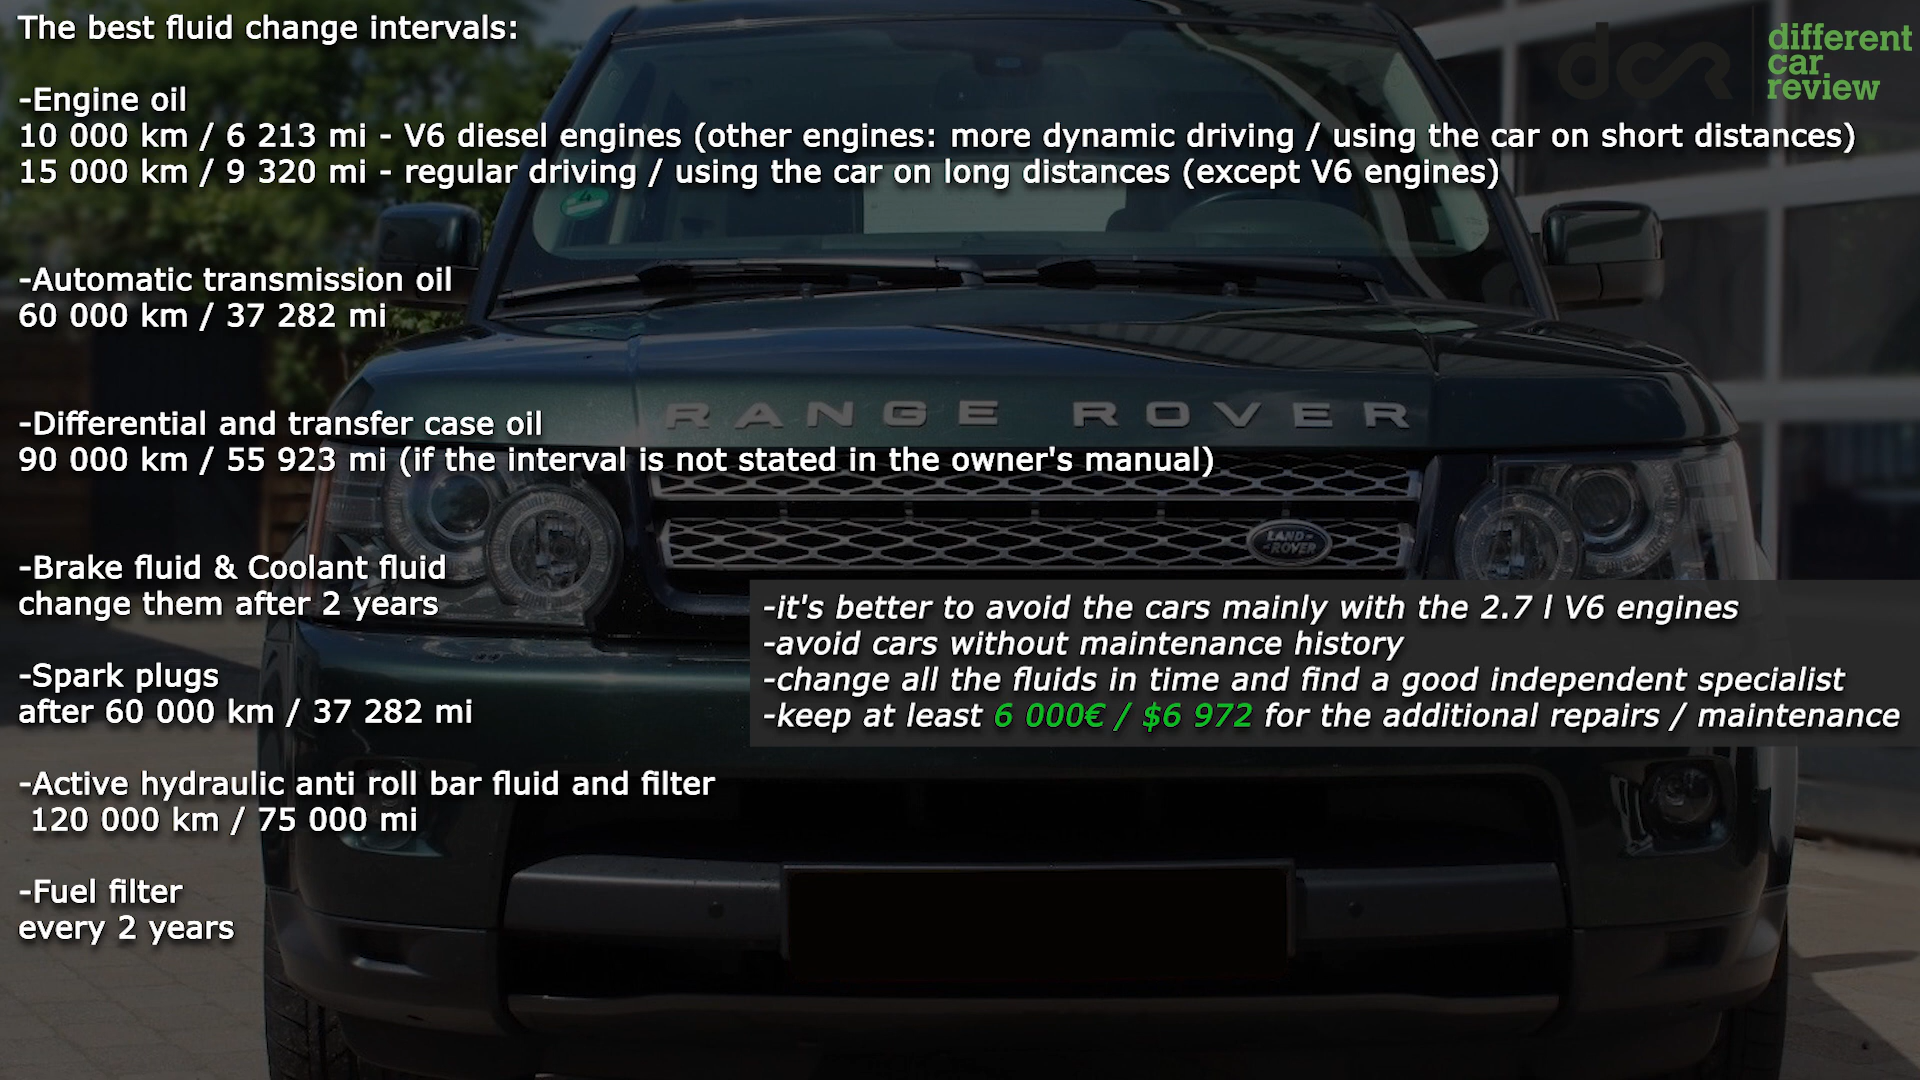 The best fluid change intervals:
-Engine oil
10 000 km / 6 213 mi - V6 diesel engines (other engines: more dynamic driving / using the car on short distances)
15 000 km / 9 320 mi - regular driving / using the car on long distances (except V6 engines)
-Automatic transmission oil
60 000 km / 37 282 mi
-Differential and transfer case oil
90 000 km / 55 923 mi (if the interval is not stated in the owner's manual)
-Brake fluid & Coolant fluid
change them after 2 years
-Spark plugs
after 60 000 km / 37 282 mi
-Active hydraulic anti roll bar fluid and filter
120 000 km / 75 000 mi
-Fuel filter
every 2 years
-it's better to avoid the cars mainly with the 2.7 l V6 engines
-avoid cars without maintenance history
-change all the fluids in time and find a good independent specialist
-keep at least 6 000€ / $6 972 for the additional repairs / maintenance
dcr
different
car
review
RANGE ROVER
LAND-
-ROVER